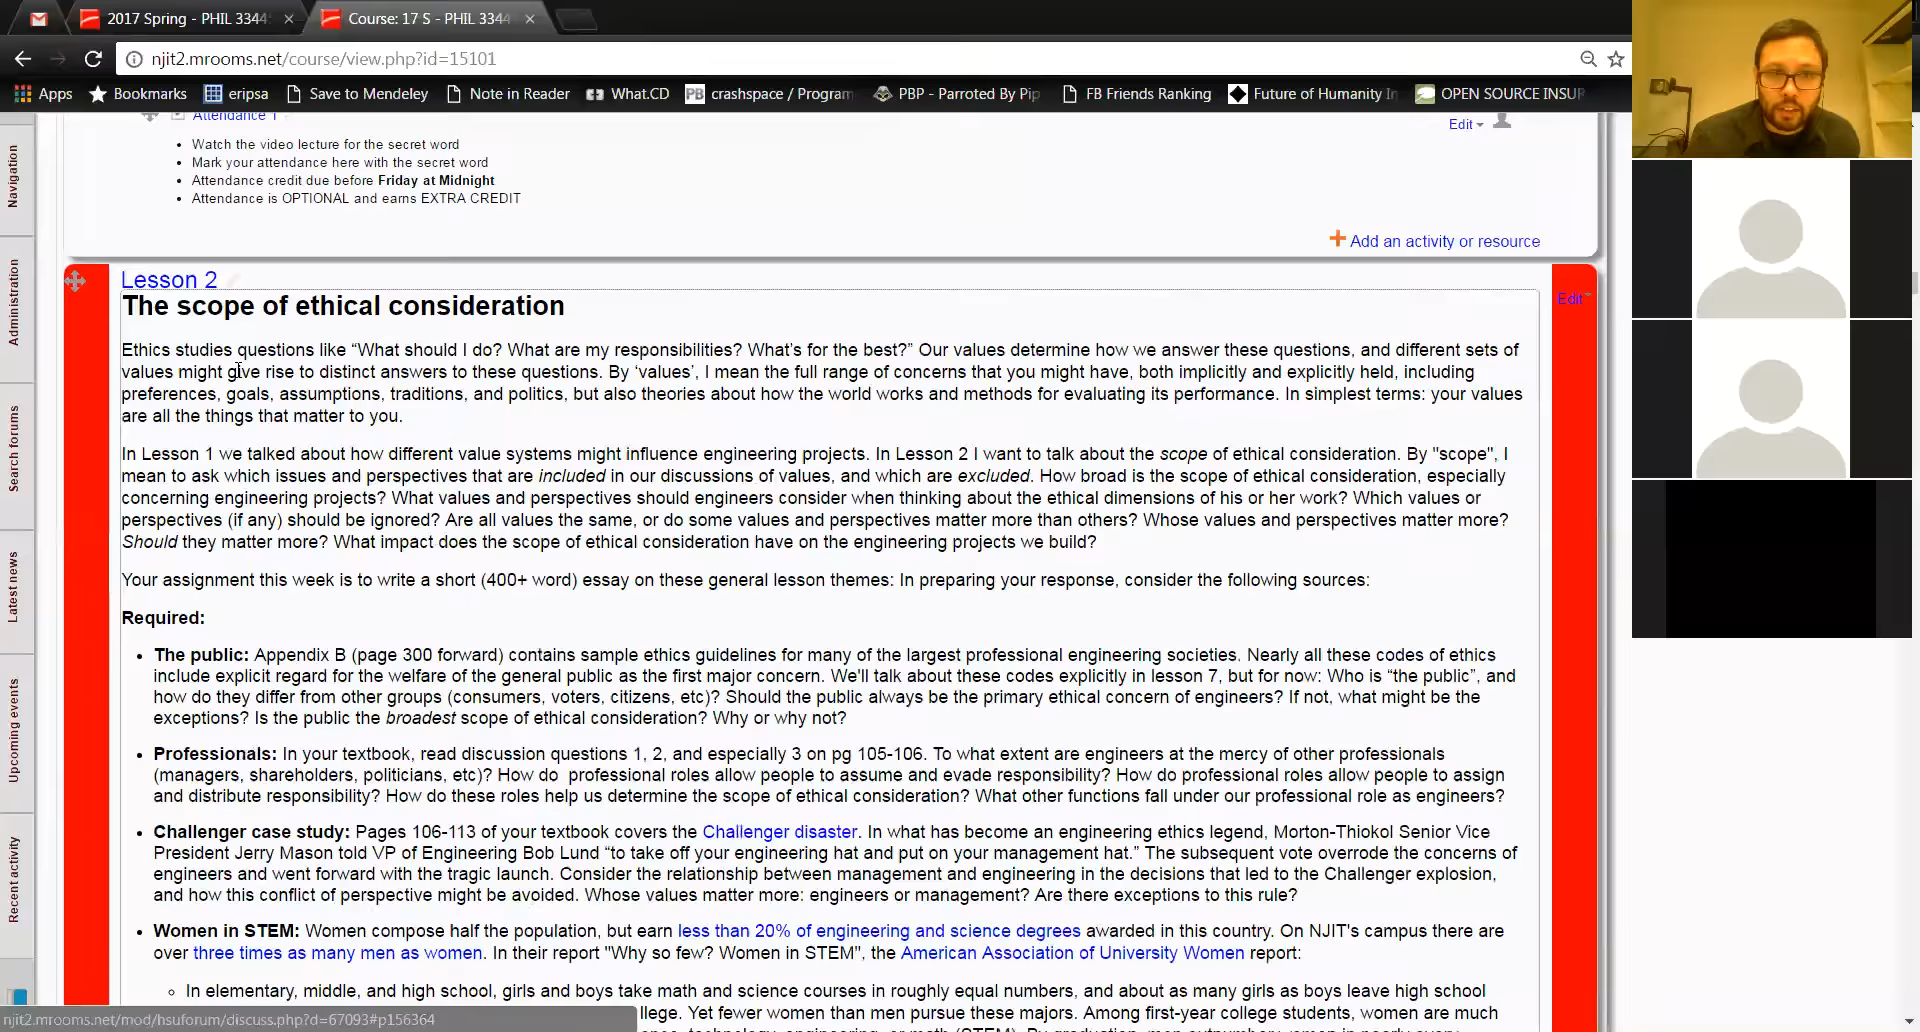 2017 Spring - PHIL 3344
Course: 17 S - PHIL 3344
njit2.mrooms.net/course/view.php?id=15101
Apps Bookmarks eripsa Save to Mendeley Note in Reader What.CD PB crashspace / Program PBP - Parroted By Pip FB Friends Ranking Future of Humanity In OPEN SOURCE INSUR
Attendance 1
Edit
Watch the video lecture for the secret word
Mark your attendance here with the secret word
Attendance credit due before Friday at Midnight
Attendance is OPTIONAL and earns EXTRA CREDIT
Add an activity or resource
Navigation
Administration
Search forums
Latest news
Upcoming events
Recent activity
Lesson 2
Edit
The scope of ethical consideration
Ethics studies questions like “What should I do? What are my responsibilities? What’s for the best?” Our values determine how we answer these questions, and different sets of
values might give rise to distinct answers to these questions. By ‘values’, I mean the full range of concerns that you might have, both implicitly and explicitly held, including
preferences, goals, assumptions, traditions, and politics, but also theories about how the world works and methods for evaluating its performance. In simplest terms: your values
are all the things that matter to you.
In Lesson 1 we talked about how different value systems might influence engineering projects. In Lesson 2 I want to talk about the scope of ethical consideration. By "scope", I
mean to ask which issues and perspectives that are included in our discussions of values, and which are excluded. How broad is the scope of ethical consideration, especially
concerning engineering projects? What values and perspectives should engineers consider when thinking about the ethical dimensions of his or her work? Which values or
perspectives (if any) should be ignored? Are all values the same, or do some values and perspectives matter more than others? Whose values and perspectives matter more?
Should they matter more? What impact does the scope of ethical consideration have on the engineering projects we build?
Your assignment this week is to write a short (400+ word) essay on these general lesson themes: In preparing your response, consider the following sources:
Required:
The public: Appendix B (page 300 forward) contains sample ethics guidelines for many of the largest professional engineering societies. Nearly all these codes of ethics
include explicit regard for the welfare of the general public as the first major concern. We'll talk about these codes explicitly in lesson 7, but for now: Who is “the public”, and
how do they differ from other groups (consumers, voters, citizens, etc)? Should the public always be the primary ethical concern of engineers? If not, what might be the
exceptions? Is the public the broadest scope of ethical consideration? Why or why not?
Professionals: In your textbook, read discussion questions 1, 2, and especially 3 on pg 105-106. To what extent are engineers at the mercy of other professionals
(managers, shareholders, politicians, etc)? How do professional roles allow people to assume and evade responsibility? How do professional roles allow people to assign
and distribute responsibility? How do these roles help us determine the scope of ethical consideration? What other functions fall under our professional role as engineers?
Challenger case study: Pages 106-113 of your textbook covers the Challenger disaster. In what has become an engineering ethics legend, Morton-Thiokol Senior Vice
President Jerry Mason told VP of Engineering Bob Lund “to take off your engineering hat and put on your management hat.” The subsequent vote overrode the concerns of
engineers and went forward with the tragic launch. Consider the relationship between management and engineering in the decisions that led to the Challenger explosion,
and how this conflict of perspective might be avoided. Whose values matter more: engineers or management? Are there exceptions to this rule?
Women in STEM: Women compose half the population, but earn less than 20% of engineering and science degrees awarded in this country. On NJIT's campus there are
over three times as many men as women. In their report "Why so few? Women in STEM", the American Association of University Women report:
In elementary, middle, and high school, girls and boys take math and science courses in roughly equal numbers, and about as many girls as boys leave high school
llege. Yet fewer women than men pursue these majors. Among first-year college students, women are much
njit2.mrooms.net/mod/hsuforum/discuss.php?d=67093#p156364